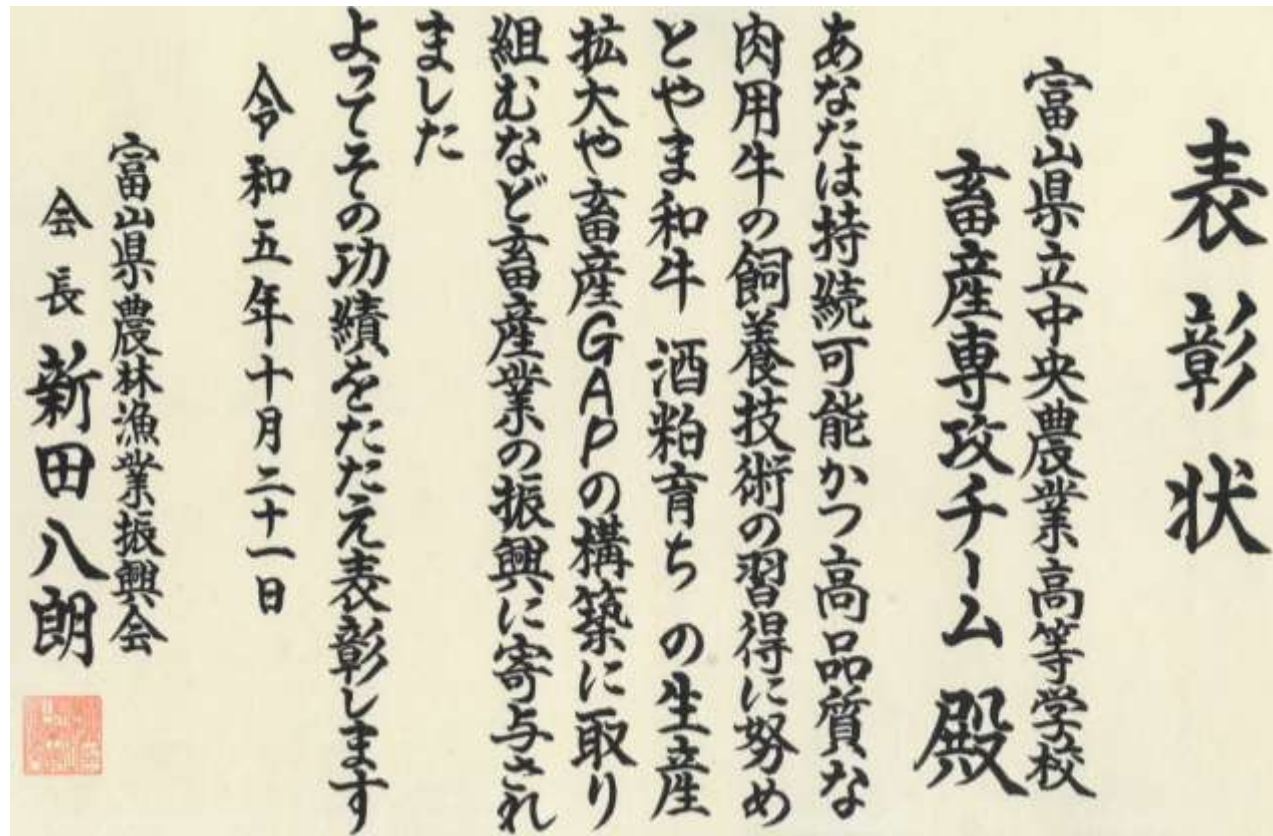 表彰状
富山県立中央農業高等学校
畜産専攻チーム 殿
あなたは持続可能かつ高品質な
肉用牛の飼養技術の習得に努め
とやま和牛 酒粕育ち の生産
拡大や畜産GAPの構築に取り
組むなど畜産業の振興に寄与され
ました
よってその功績をたたえ表彰します
令和五年十月二十一日
富山県農林漁業振興会
会長 新田八朗